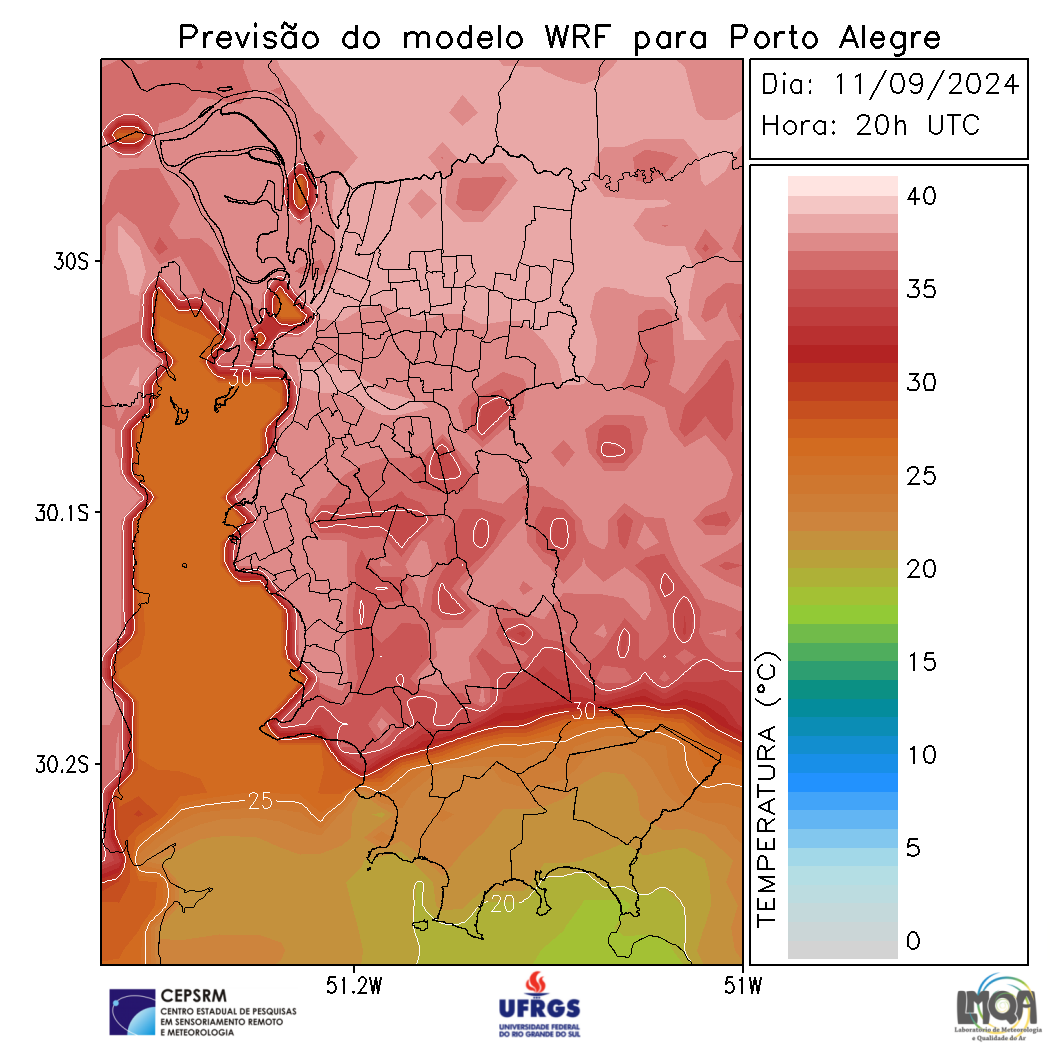 Previsão do modelo WRF para Porto Alegre
Dia: 11/09/2024
Hora: 20h UTC
40
35
30
25
20
15
10
5
0
TEMPERATURA (°C)
30S
30.1S
30.2S
51.2W
51W
30
30
25
20
CEPSRM
CENTRO ESTADUAL DE PESQUISAS
EM SENSORIAMENTO REMOTO
E METEOROLOGIA
UFRGS
UNIVERSIDADE FEDERAL
DO RIO GRANDE DO SUL
LMQA
Laboratório de Meteorologia
e Qualidade do Ar